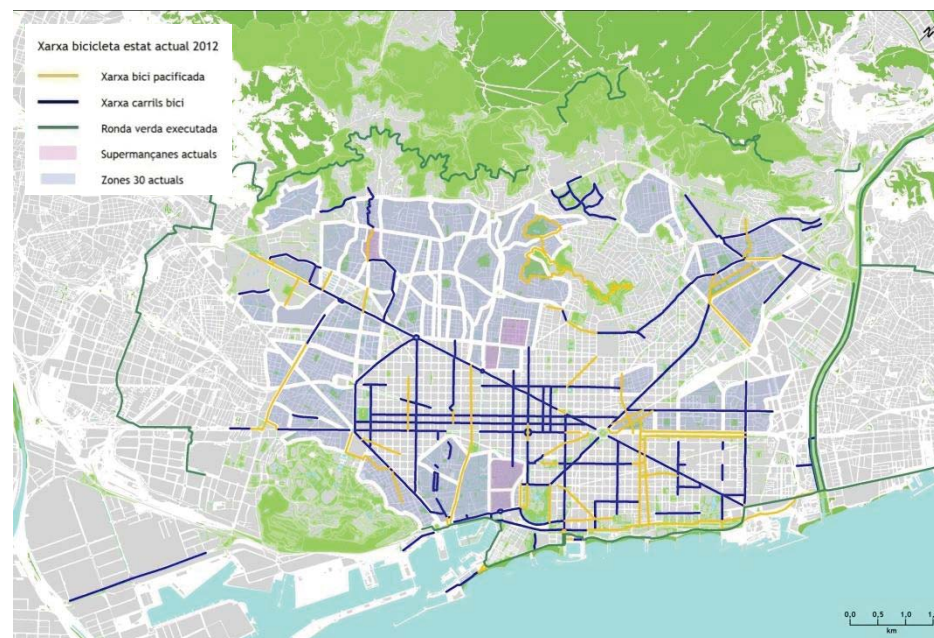 Xarxa bicicleta estat actual 2012
Xarxa bici pacificada
Xarxa carrils bici
Ronda verda executada
Supermançanes actuals
Zones 30 actuals
N
0,0 0,5 1,0 1,
km